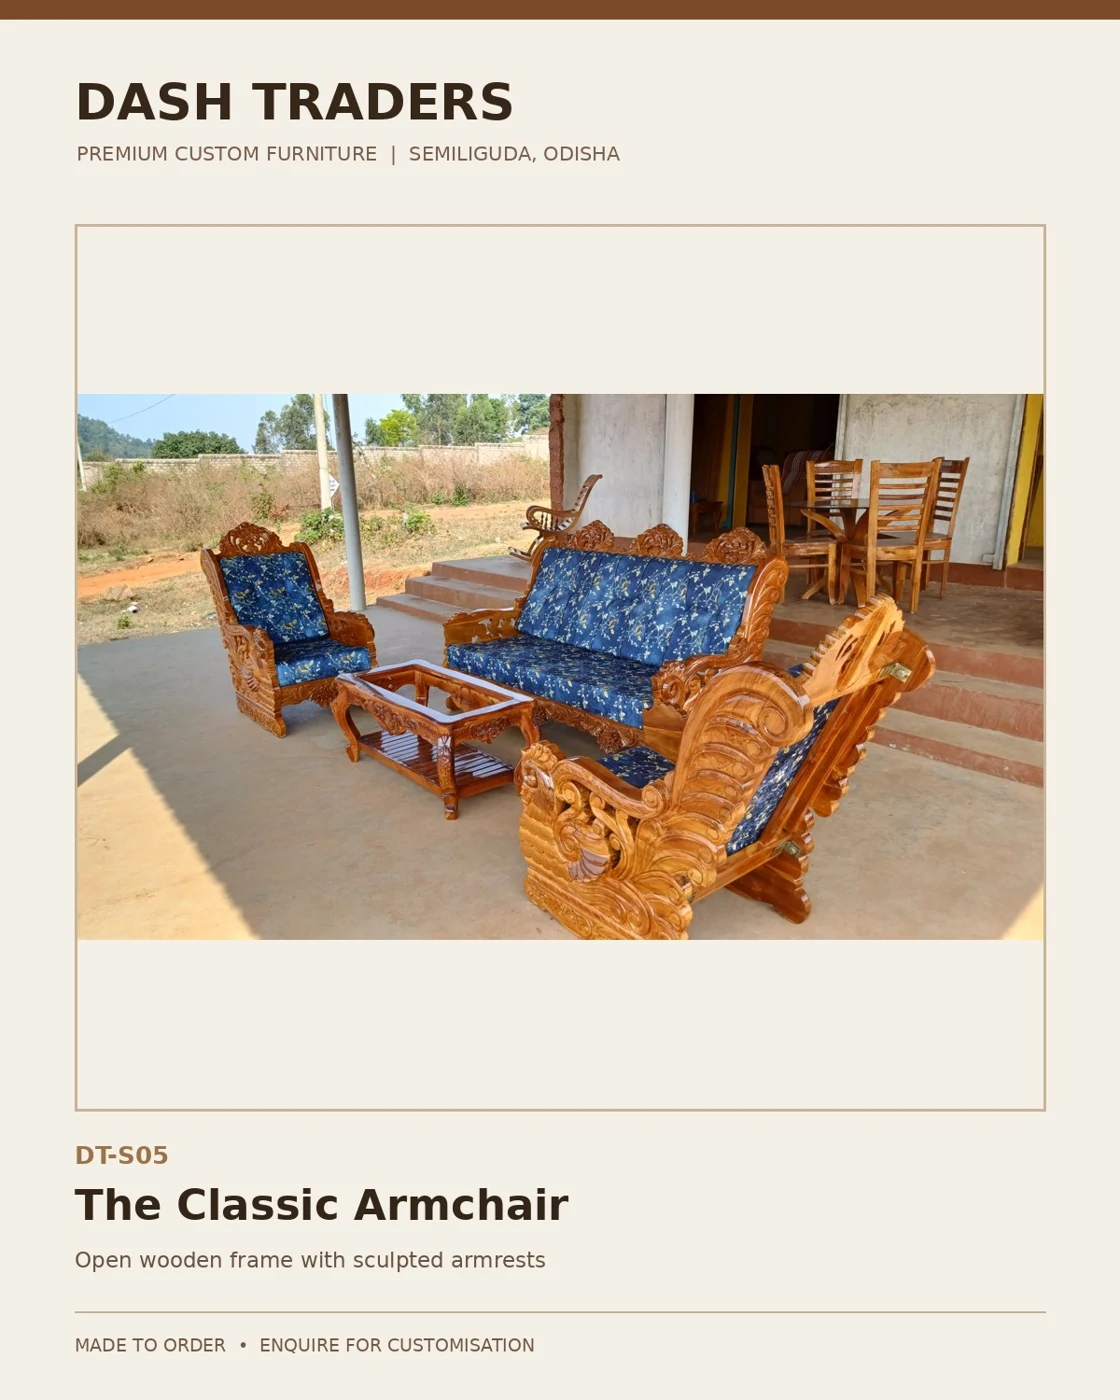 DASH TRADERS
PREMIUM CUSTOM FURNITURE | SEMILIGUDA, ODISHA
DT-S05
The Classic Armchair
Open wooden frame with sculpted armrests
MADE TO ORDER • ENQUIRE FOR CUSTOMISATION